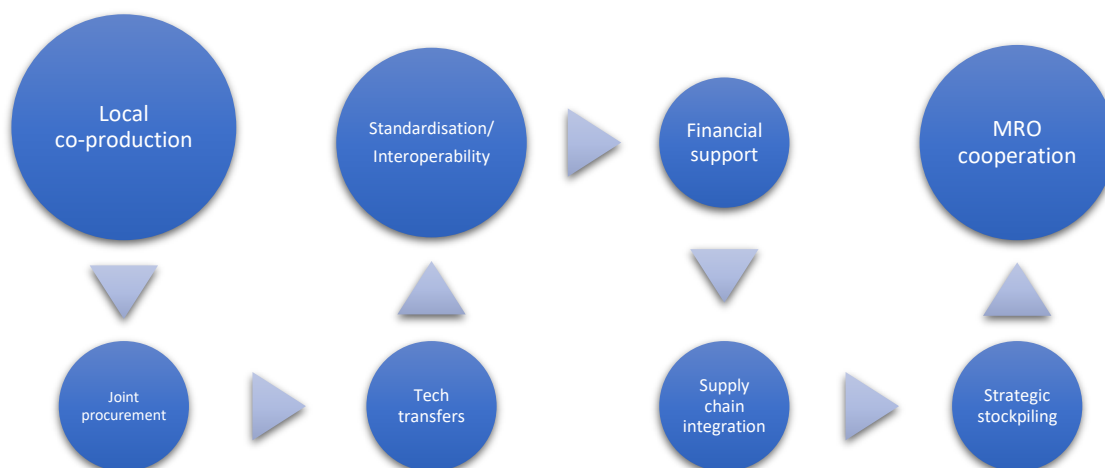 Local
co-production
Joint
procurement
Tech
transfers
Standardisation/
Interoperability
Financial
support
Supply
chain
integration
Strategic
stockpiling
MRO
cooperation